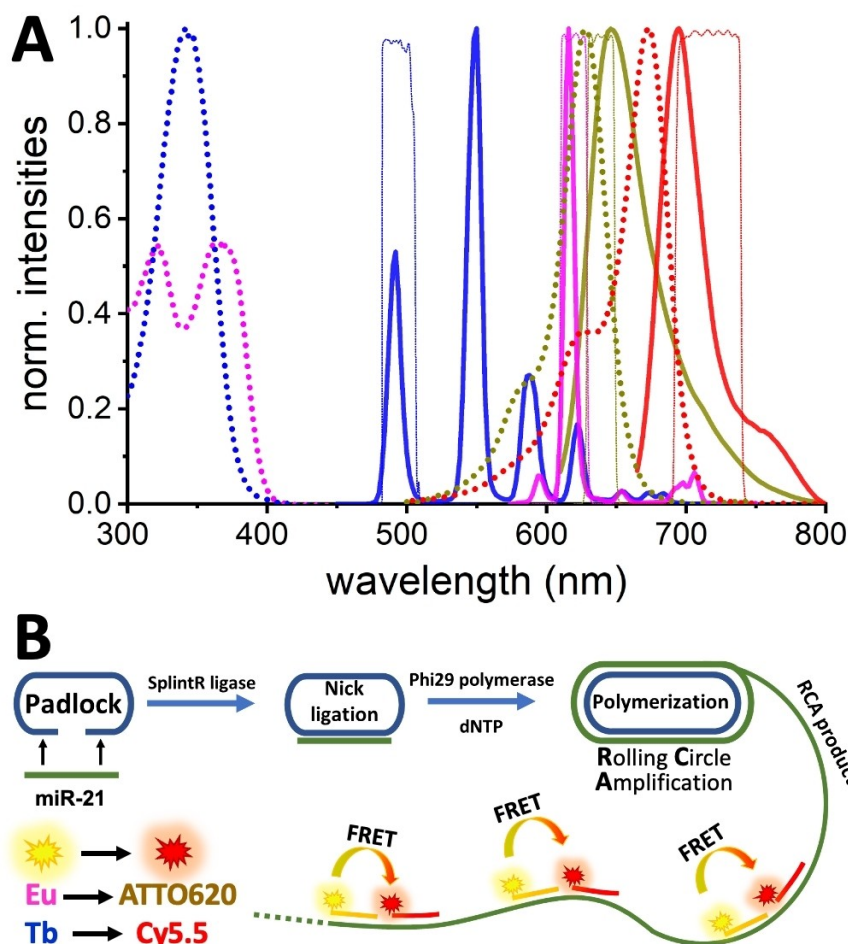 A
1.0
0.8
0.6
0.4
0.2
0.0
norm. intensities
300 400 500 600 700 800
wavelength (nm)
B
Padlock
SplintR ligase
Nick
ligation
Phi29 polymerase
dNTP
Polymerization
RCA product
Rolling Circle
Amplification
miR-21
FRET
FRET
FRET
Eu
ATTO620
Tb
Cy5.5